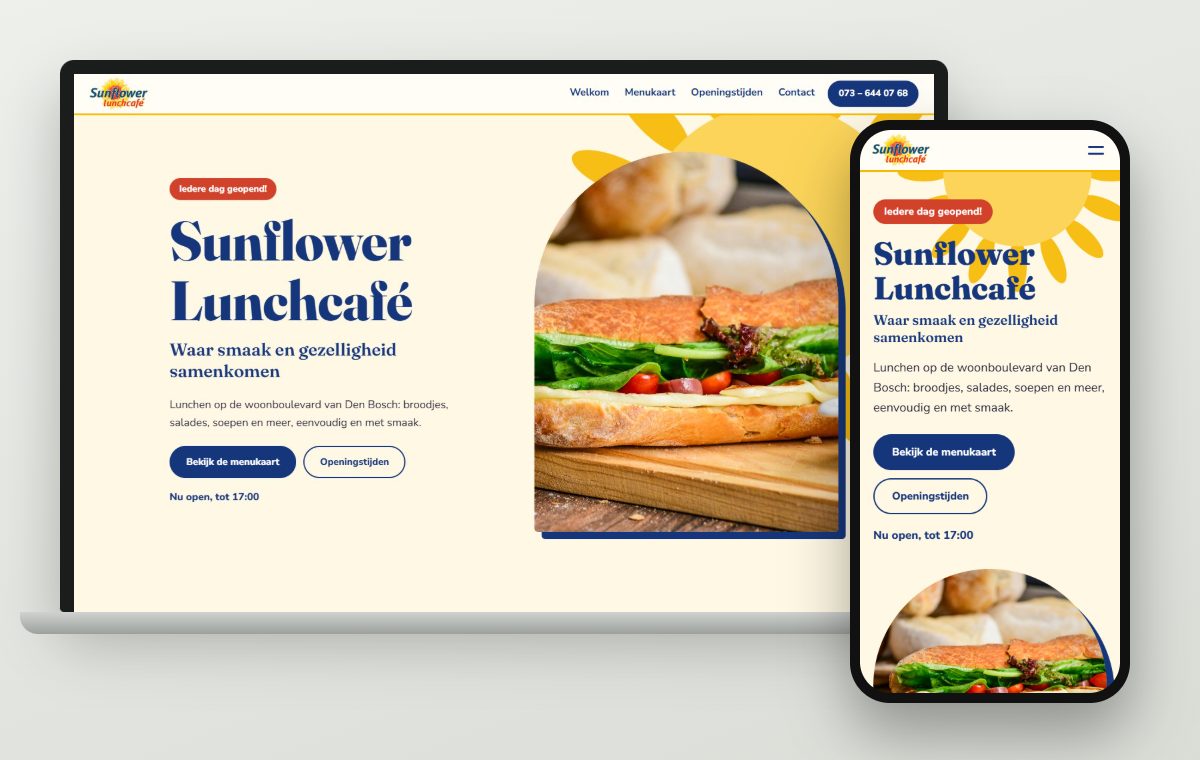 Sunflower
lunchcafé
Welkom Menukaart Openingstijden Contact 073 – 644 07 68
Iedere dag geopend!
Sunflower
Lunchcafé
Waar smaak en gezelligheid
samenkomen
Lunchen op de woonboulevard van Den Bosch: broodjes,
salades, soepen en meer, eenvoudig en met smaak.
Bekijk de menukaart Openingstijden
Nu open, tot 17:00
Sunflower
lunchcafé
Iedere dag geopend!
Sunflower
Lunchcafé
Waar smaak en gezelligheid
samenkomen
Lunchen op de woonboulevard van Den
Bosch: broodjes, salades, soepen en meer,
eenvoudig en met smaak.
Bekijk de menukaart
Openingstijden
Nu open, tot 17:00